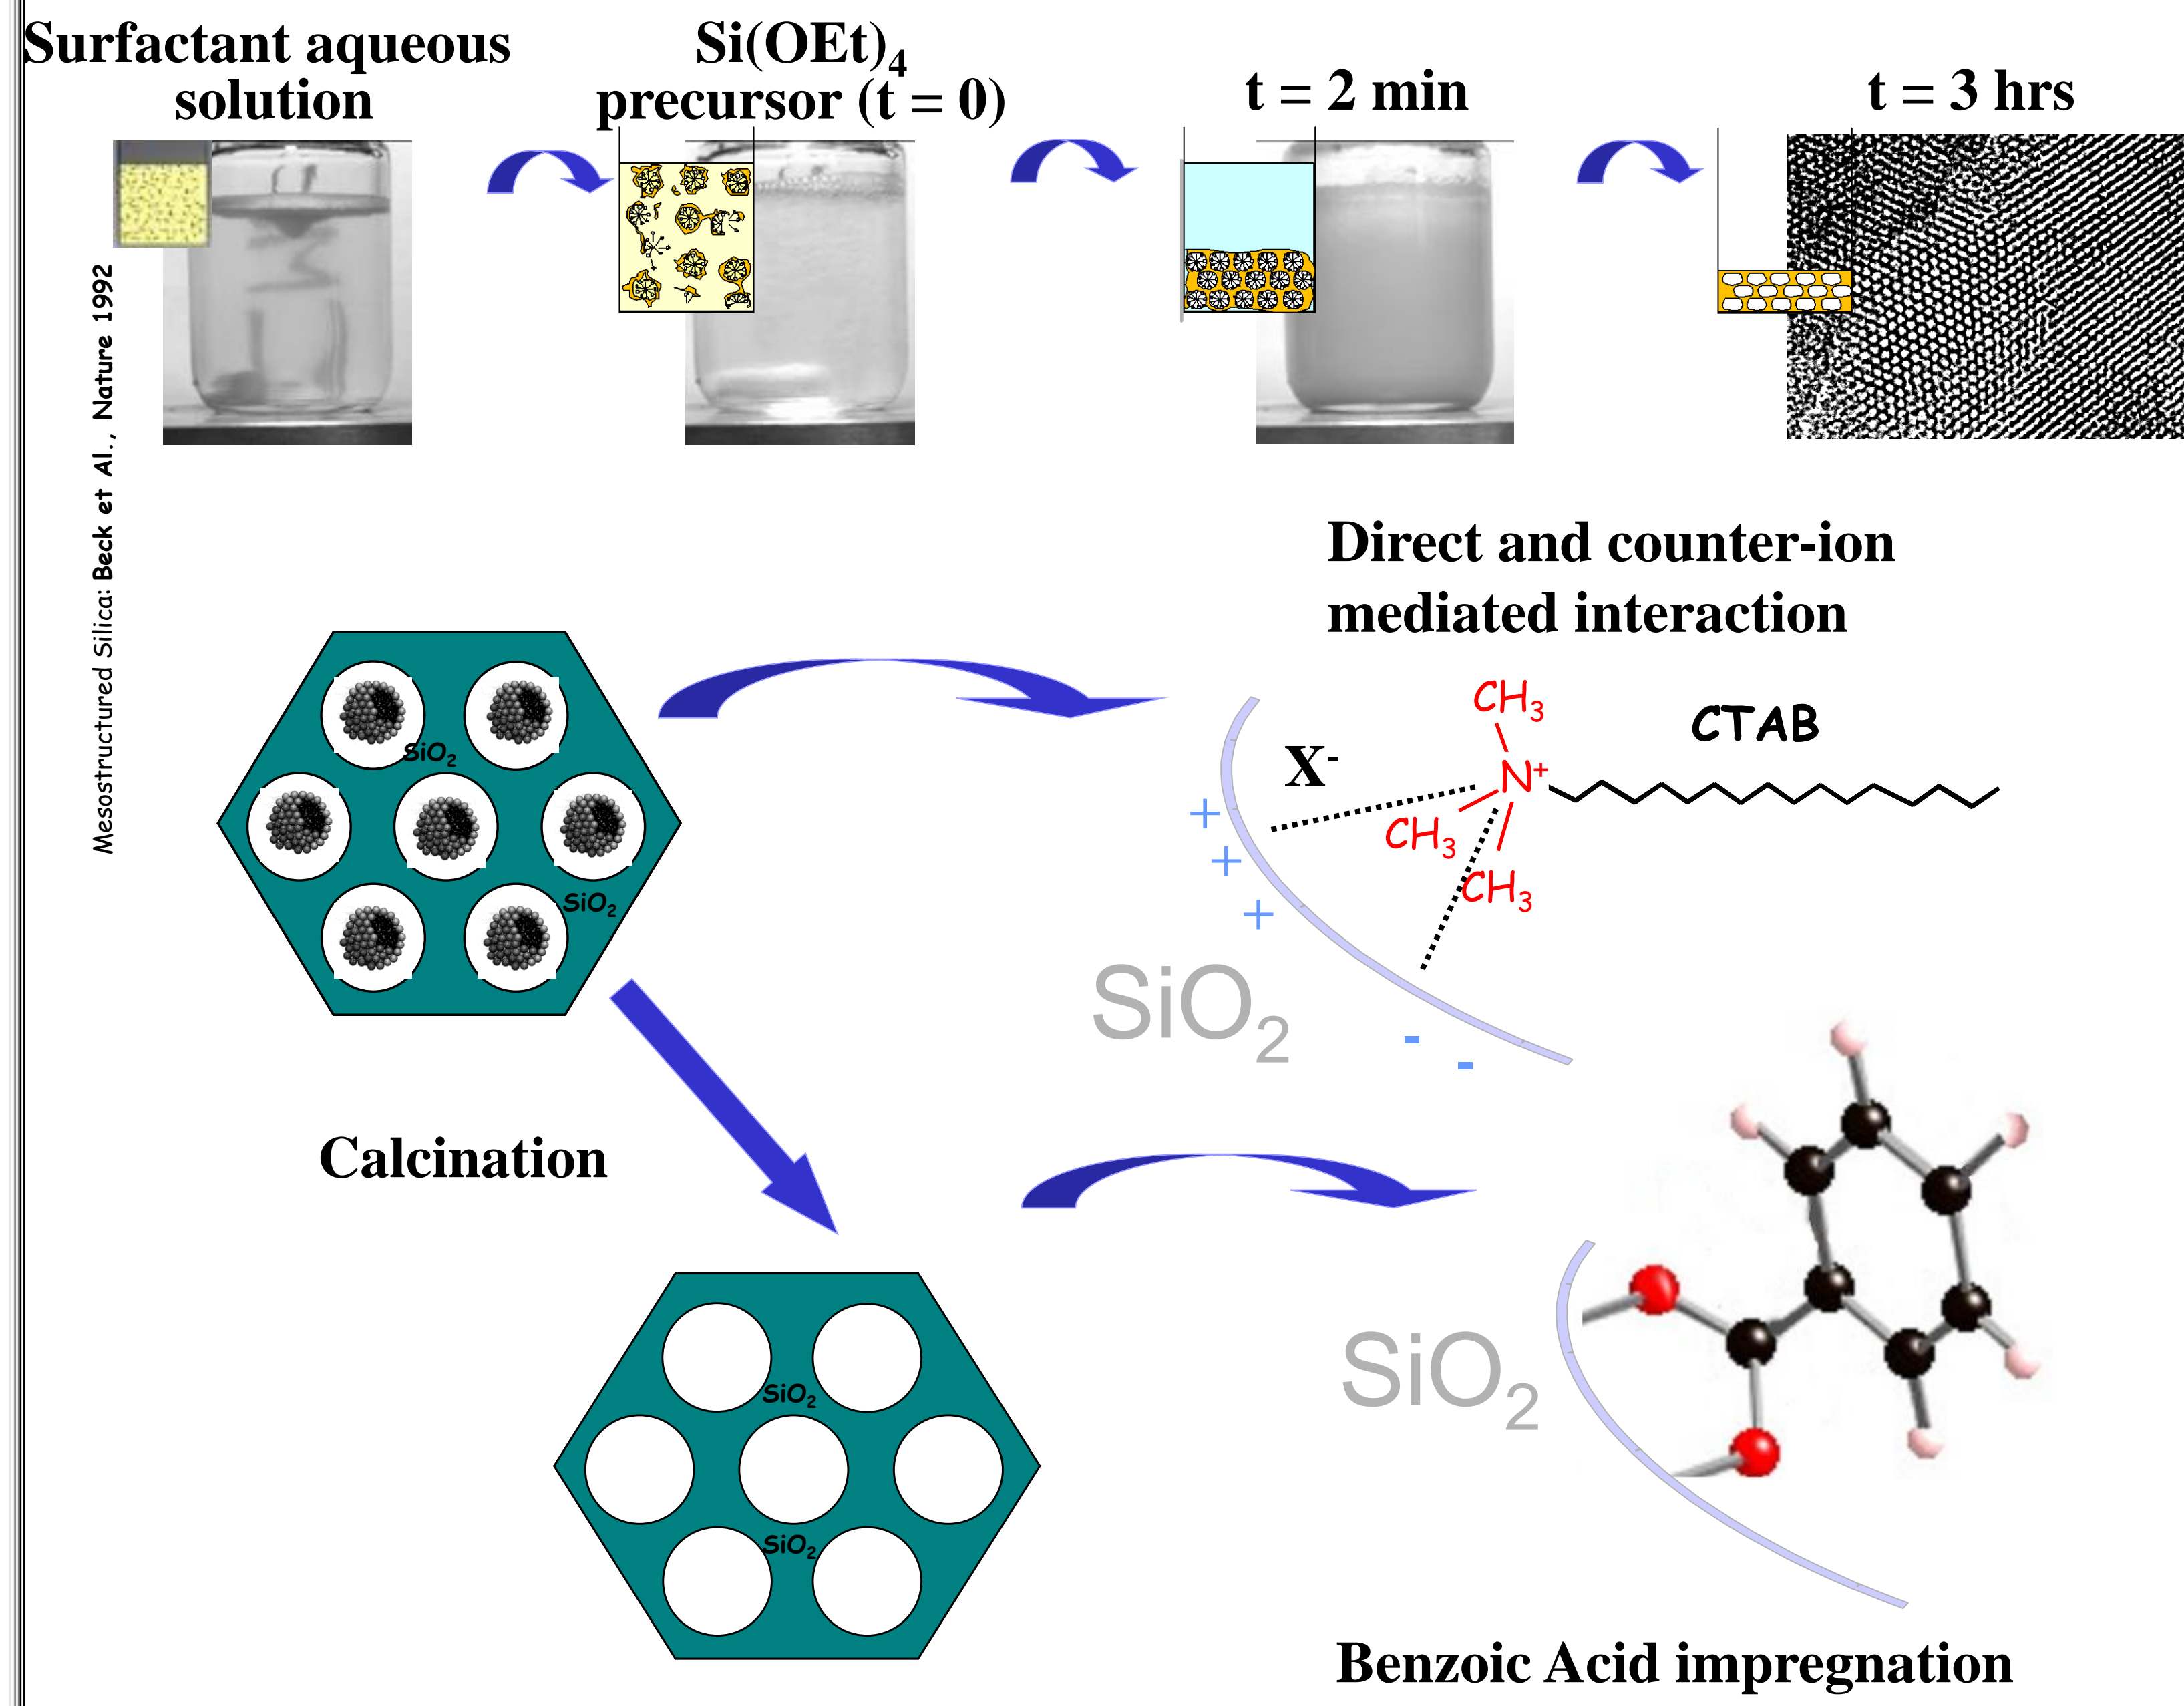 Surfactant aqueous
solution
Si(OEt)₄
precursor (t = 0)
t = 2 min
t = 3 hrs
Mesostructured Silica: Beck et Al., Nature 1992
Direct and counter-ion
mediated interaction
SiO₂
SiO₂
CH₃
CTAB
X⁻
N⁺
CH₃
CH₃
+
+
+
SiO₂
-
-
Calcination
SiO₂
SiO₂
SiO₂
Benzoic Acid impregnation